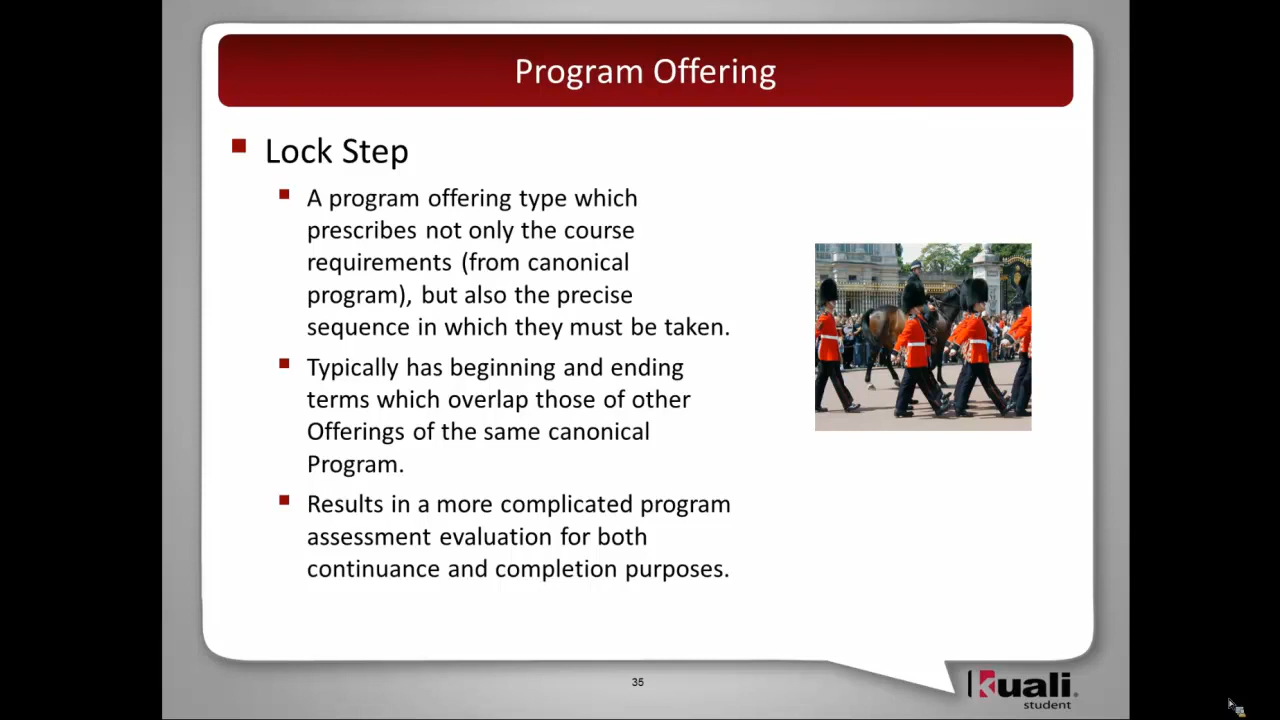 Program Offering
Lock Step
A program offering type which
prescribes not only the course
requirements (from canonical
program), but also the precise
sequence in which they must be taken.
Typically has beginning and ending
terms which overlap those of other
Offerings of the same canonical
Program.
Results in a more complicated program
assessment evaluation for both
continuance and completion purposes.
35
kuali
student